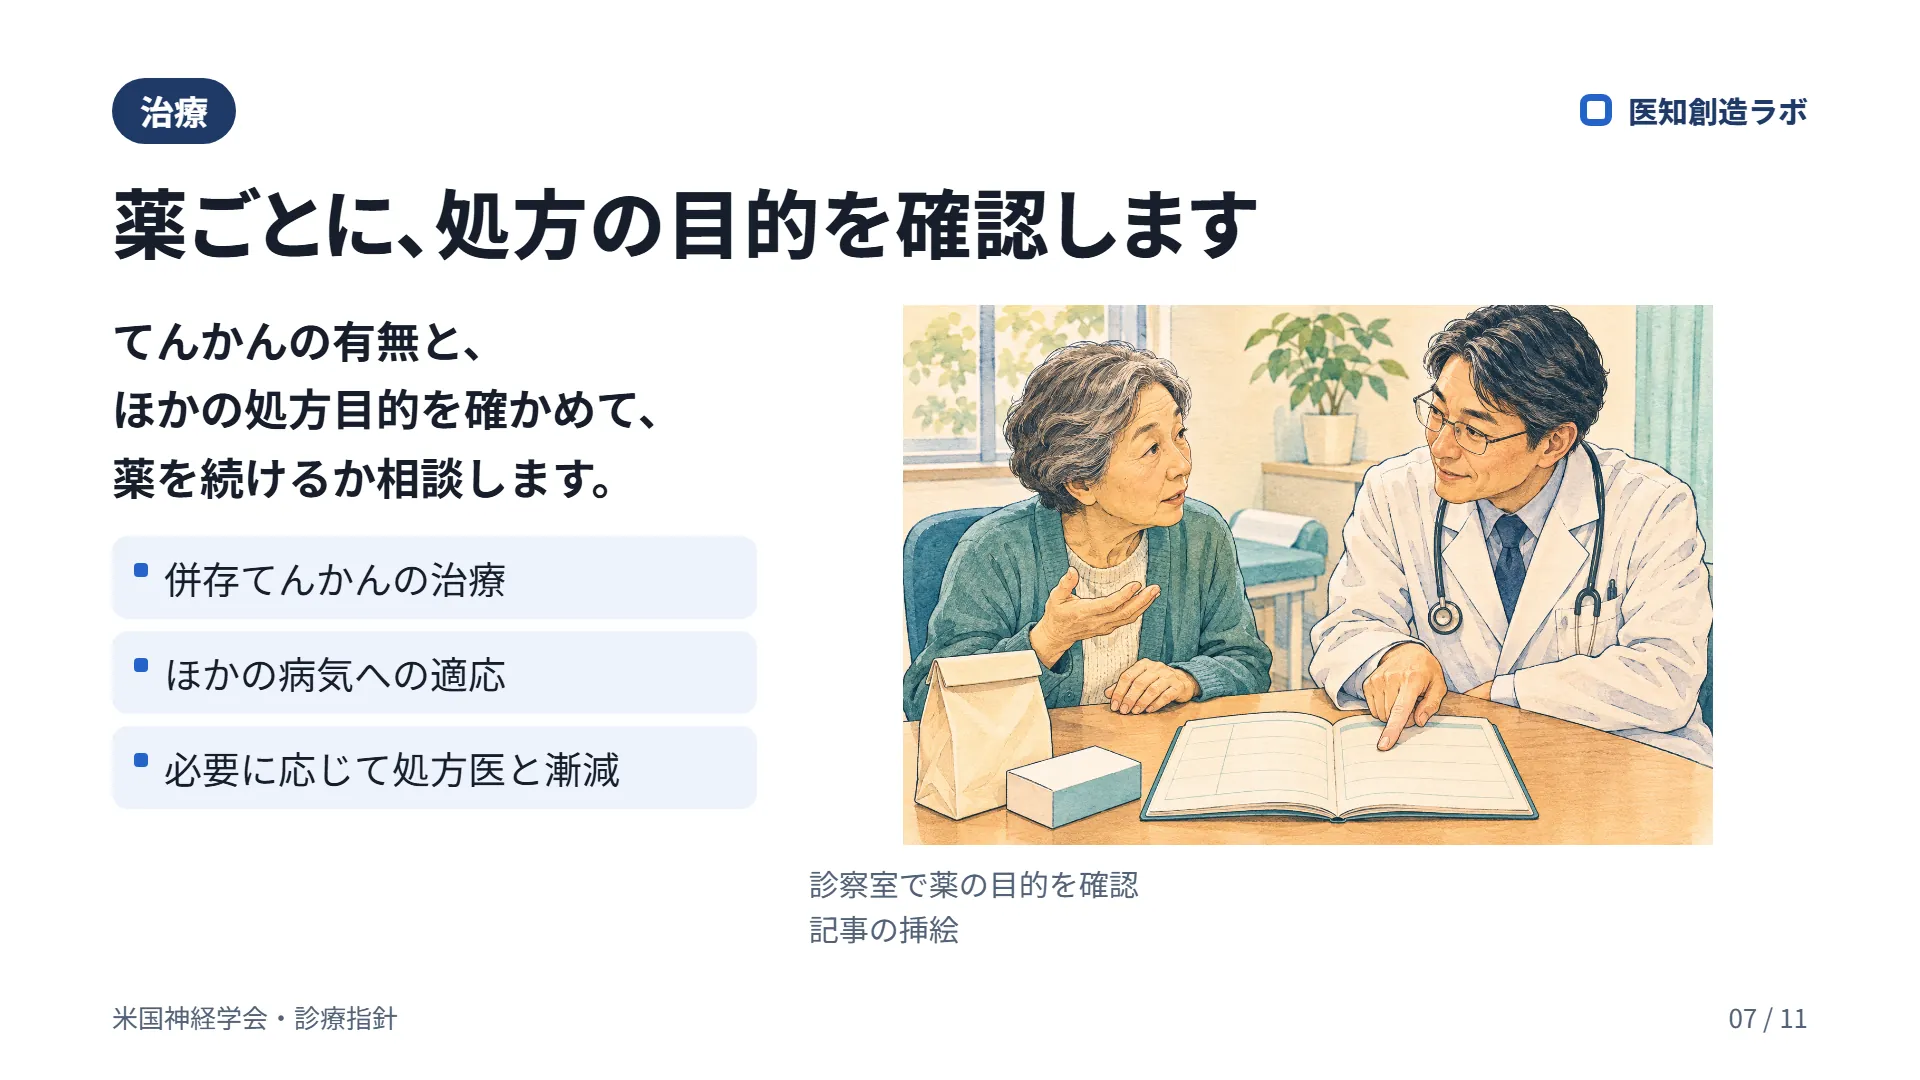 治療
医知創造ラボ
薬ごとに、処方の目的を確認します
てんかんの有無と、
ほかの処方目的を確かめて、
薬を続けるか相談します。
併存てんかんの治療
ほかの病気への適応
必要に応じて処方医と漸減
診察室で薬の目的を確認
記事の挿絵
米国神経学会・診療指針
07 / 11